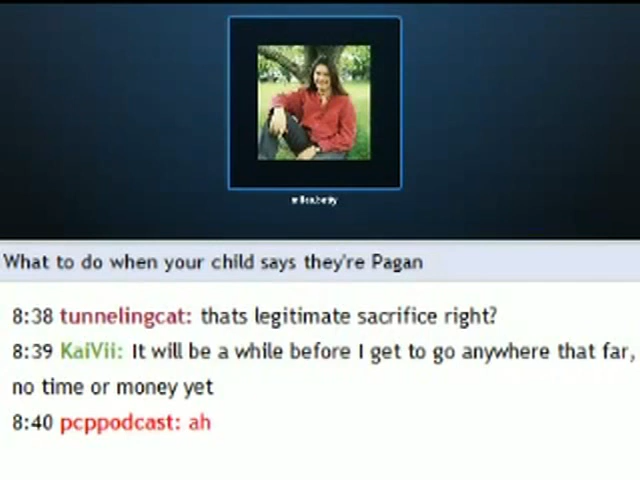 What to do when your child says they're Pagan
8:38 tunnelingcat: thats legitimate sacrifice right?
8:39 KaiVii: It will be a while before I get to go anywhere that far,
no time or money yet
8:40 pcppodcast: ah